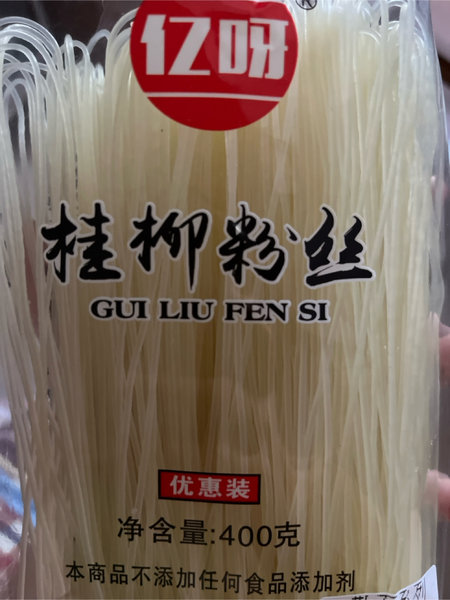 亿呀®
桂柳粉丝
GUI LIU FEN SI
优惠装
净含量:400克
本商品不添加任何食品添加剂